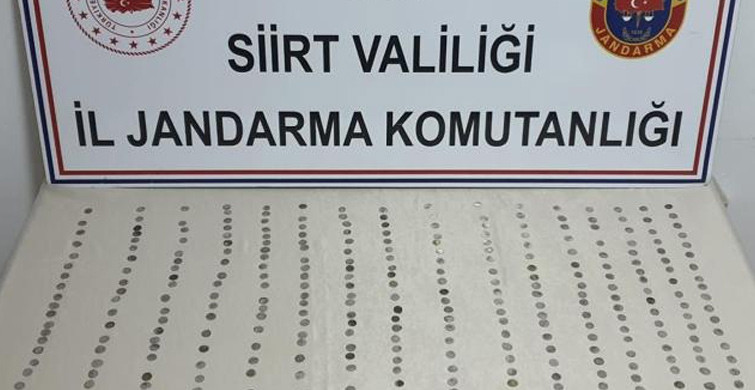 SİİRT VALİLİĞİ
İL JANDARMA KOMUTANLIĞI
JANDARMA